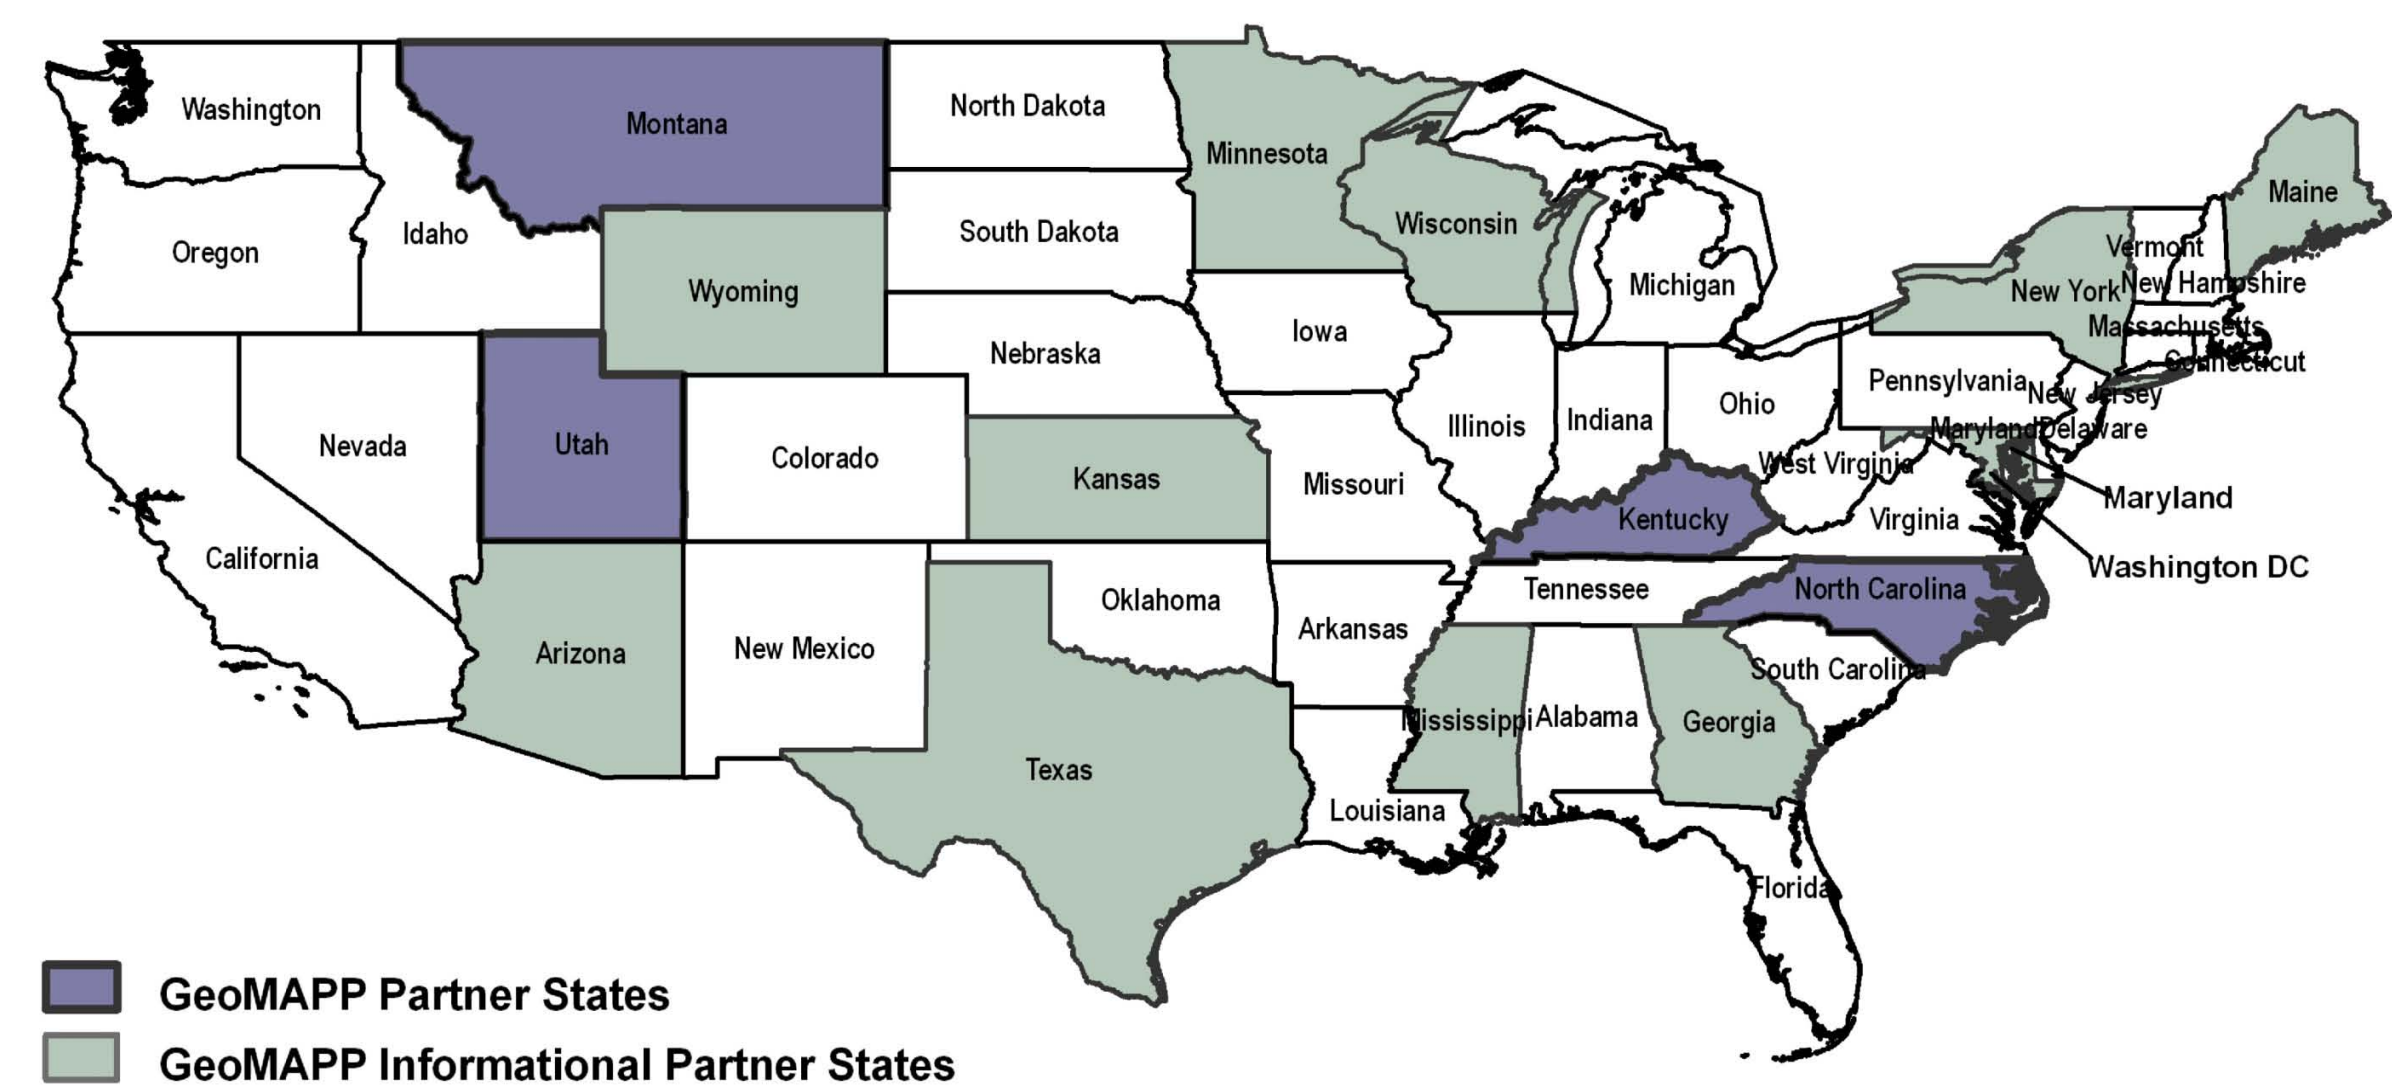 Washington
Montana
North Dakota
Minnesota
Maine
Oregon
Idaho
Wyoming
South Dakota
Wisconsin
Michigan
Vermont
New York
New Hampshire
Massachusetts
Connecticut
Iowa
Nebraska
Pennsylvania
New Jersey
Nevada
Utah
Colorado
Kansas
Missouri
Illinois
Indiana
Ohio
Maryland
Delaware
West Virginia
Maryland
Kentucky
Virginia
Washington DC
California
Arizona
New Mexico
Oklahoma
Arkansas
Tennessee
North Carolina
South Carolina
Texas
Louisiana
Mississippi
Alabama
Georgia
Florida
GeoMAPP Partner States
GeoMAPP Informational Partner States